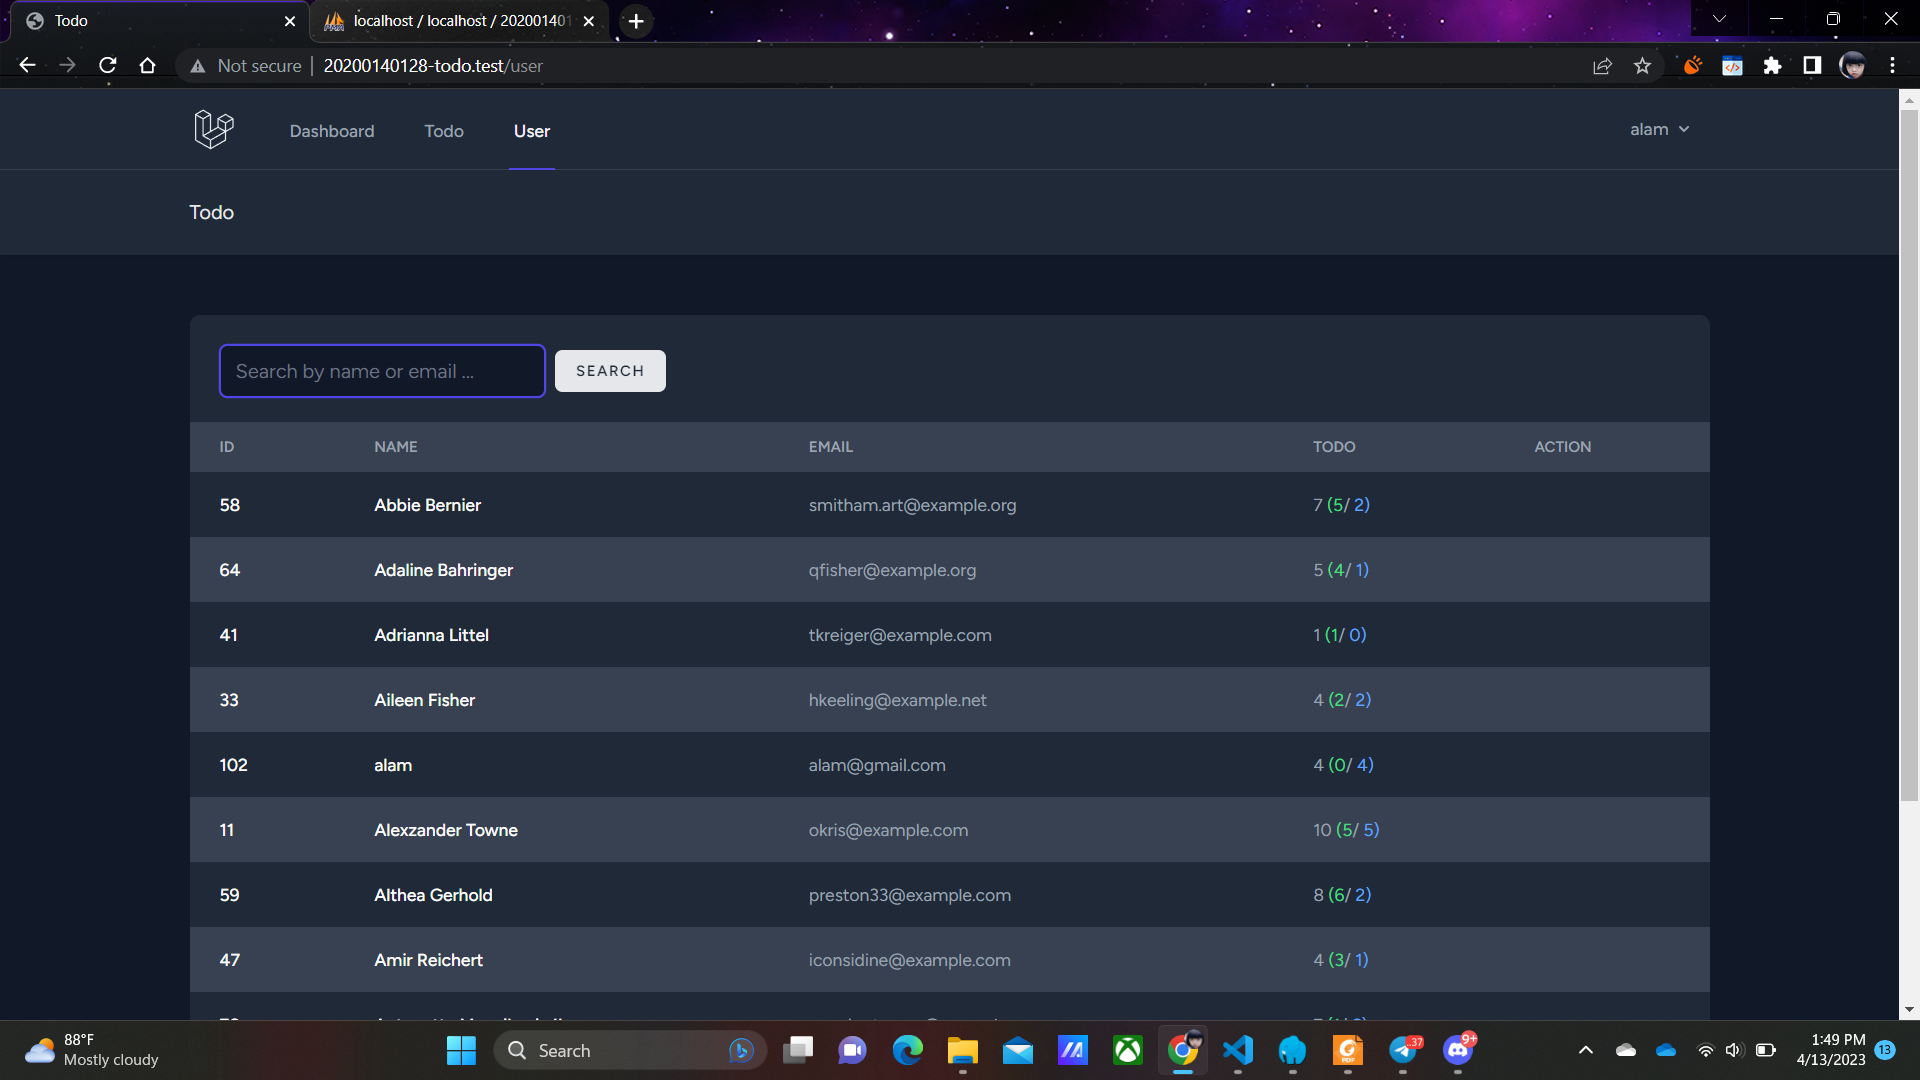 Todo
localhost / localhost / 202001401
Not secure | 20200140128-todo.test/user
Dashboard Todo User alam
Todo
Search by name or email ... SEARCH
ID NAME EMAIL TODO ACTION
58 Abbie Bernier smitham.art@example.org 7 (5/ 2)
64 Adaline Bahringer qfisher@example.org 5 (4/ 1)
41 Adrianna Littel tkreiger@example.com 1 (1/ 0)
33 Aileen Fisher hkeeling@example.net 4 (2/ 2)
102 alam alam@gmail.com 4 (0/ 4)
11 Alexzander Towne okris@example.com 10 (5/ 5)
59 Althea Gerhold preston33@example.com 8 (6/ 2)
47 Amir Reichert iconsidine@example.com 4 (3/ 1)
88°F
Mostly cloudy
Search
37
9+
1:49 PM
4/13/2023
13